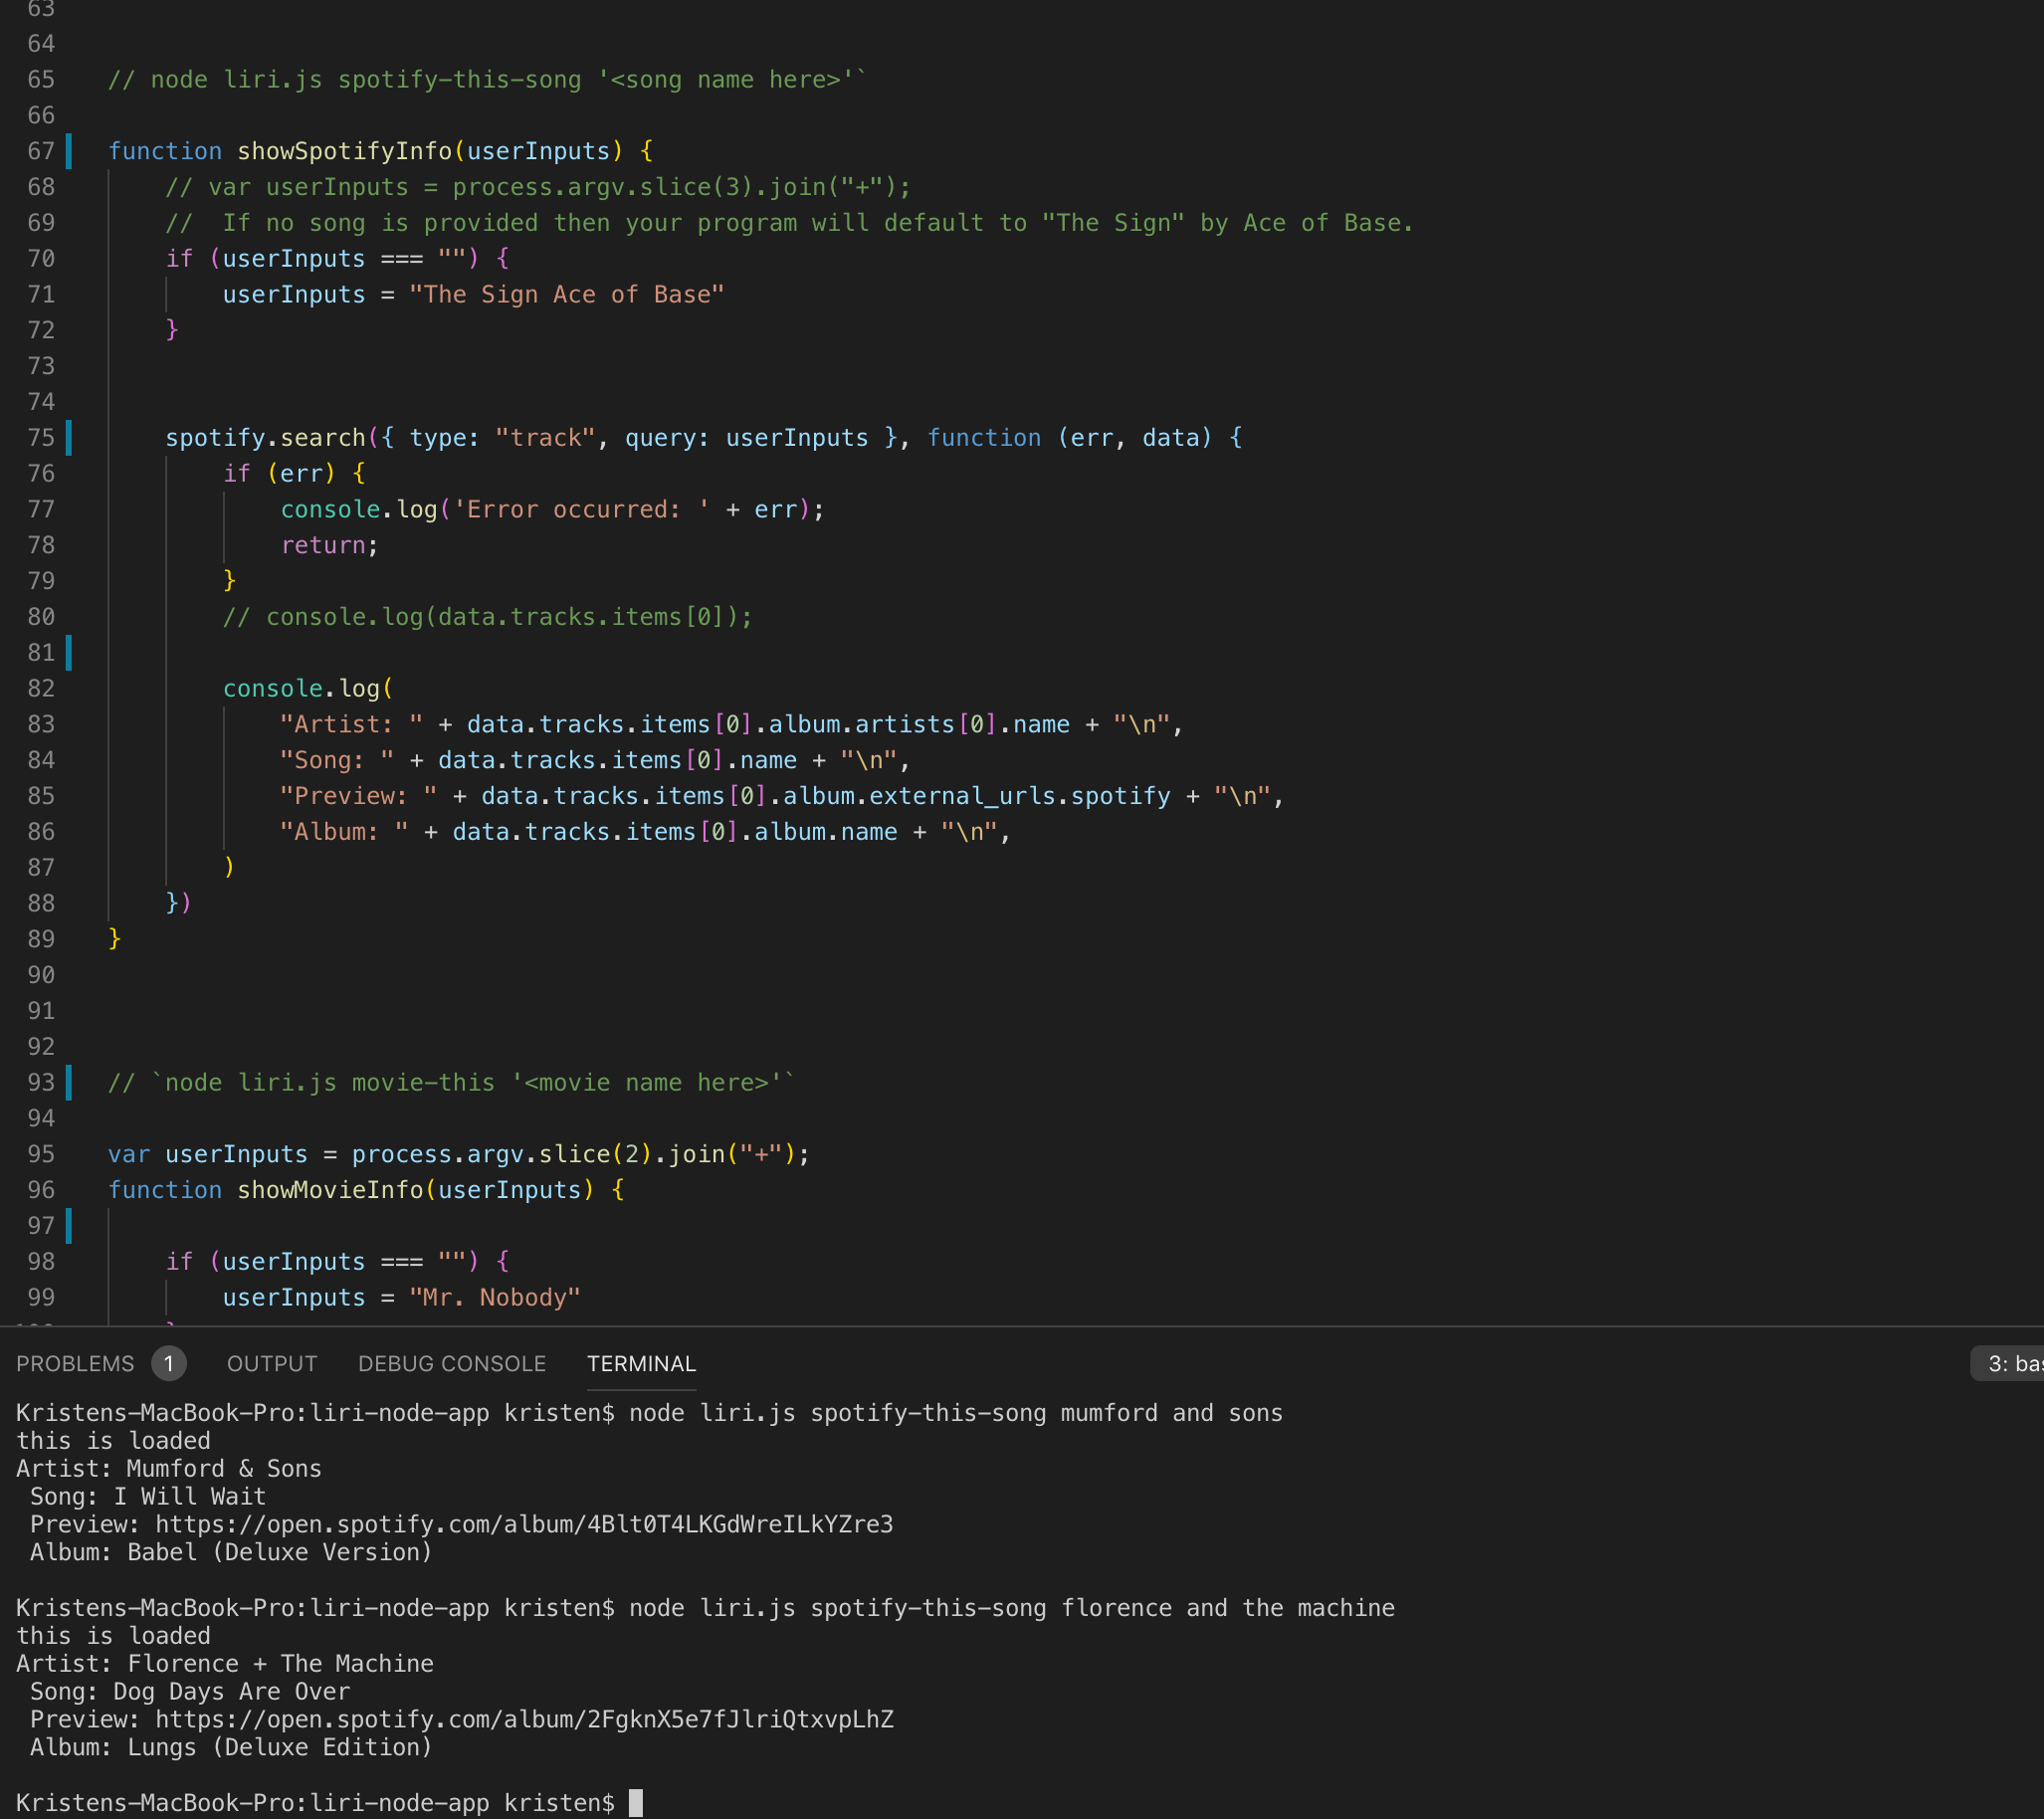 63
64
65 // node liri.js spotify-this-song '<song name here>'`
66
67 function showSpotifyInfo(userInputs) {
68 // var userInputs = process.argv.slice(3).join("+");
69 //  If no song is provided then your program will default to "The Sign" by Ace of Base.
70 if (userInputs === "") {
71 userInputs = "The Sign Ace of Base"
72 }
73
74
75 spotify.search({ type: "track", query: userInputs }, function (err, data) {
76 if (err) {
77 console.log('Error occurred: ' + err);
78 return;
79 }
80 // console.log(data.tracks.items[0]);
81
82 console.log(
83 "Artist: " + data.tracks.items[0].album.artists[0].name + "\n",
84 "Song: " + data.tracks.items[0].name + "\n",
85 "Preview: " + data.tracks.items[0].album.external_urls.spotify + "\n",
86 "Album: " + data.tracks.items[0].album.name + "\n",
87 )
88 })
89 }
90
91
92
93 // `node liri.js movie-this '<movie name here>'`
94
95 var userInputs = process.argv.slice(2).join("+");
96 function showMovieInfo(userInputs) {
97
98 if (userInputs === "") {
99 userInputs = "Mr. Nobody"
PROBLEMS 1 OUTPUT DEBUG CONSOLE TERMINAL 3: bas
Kristens-MacBook-Pro:liri-node-app kristen$ node liri.js spotify-this-song mumford and sons
this is loaded
Artist: Mumford & Sons
Song: I Will Wait
Preview: https://open.spotify.com/album/4Blt0T4LKGdWreILkYZre3
Album: Babel (Deluxe Version)
Kristens-MacBook-Pro:liri-node-app kristen$ node liri.js spotify-this-song florence and the machine
this is loaded
Artist: Florence + The Machine
Song: Dog Days Are Over
Preview: https://open.spotify.com/album/2FgknX5e7fJlriQtxvpLhZ
Album: Lungs (Deluxe Edition)
Kristens-MacBook-Pro:liri-node-app kristen$